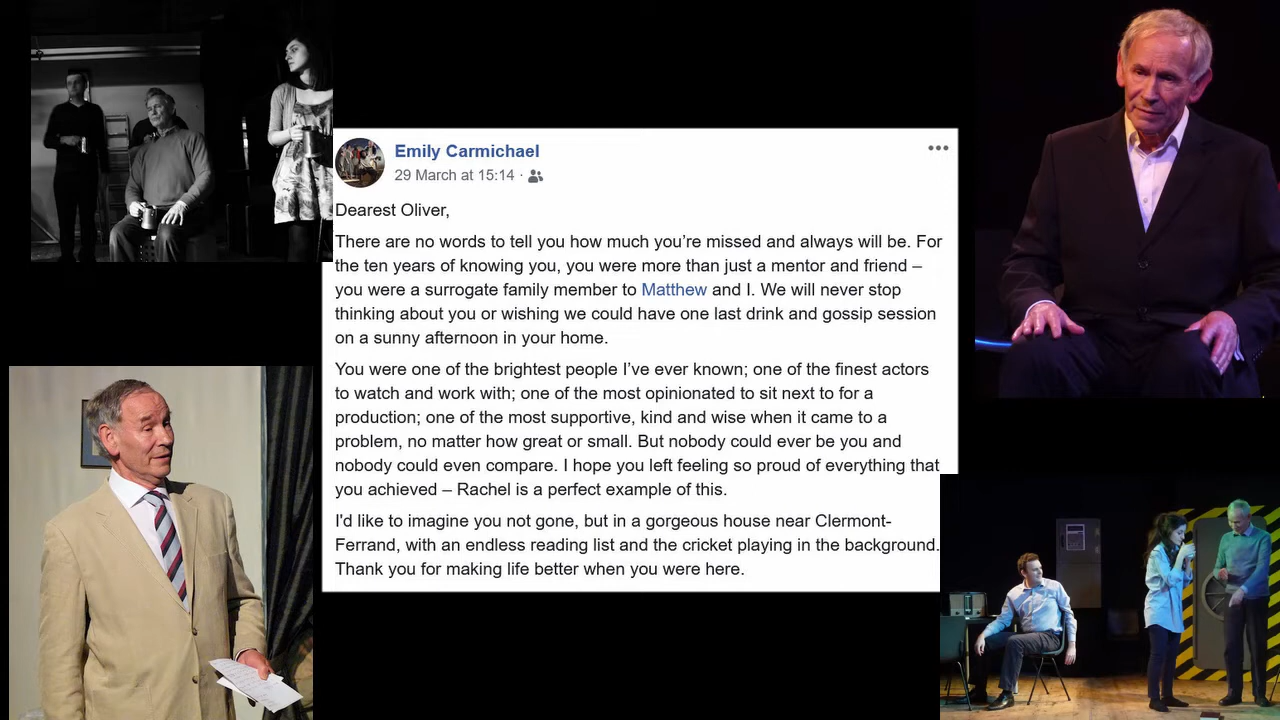 Emily Carmichael
29 March at 15:14 ·
Dearest Oliver,
There are no words to tell you how much you’re missed and always will be. For
the ten years of knowing you, you were more than just a mentor and friend –
you were a surrogate family member to Matthew and I. We will never stop
thinking about you or wishing we could have one last drink and gossip session
on a sunny afternoon in your home.
You were one of the brightest people I’ve ever known; one of the finest actors
to watch and work with; one of the most opinionated to sit next to for a
production; one of the most supportive, kind and wise when it came to a
problem, no matter how great or small. But nobody could ever be you and
nobody could even compare. I hope you left feeling so proud of everything that
you achieved – Rachel is a perfect example of this.
I'd like to imagine you not gone, but in a gorgeous house near Clermont-
Ferrand, with an endless reading list and the cricket playing in the background.
Thank you for making life better when you were here.